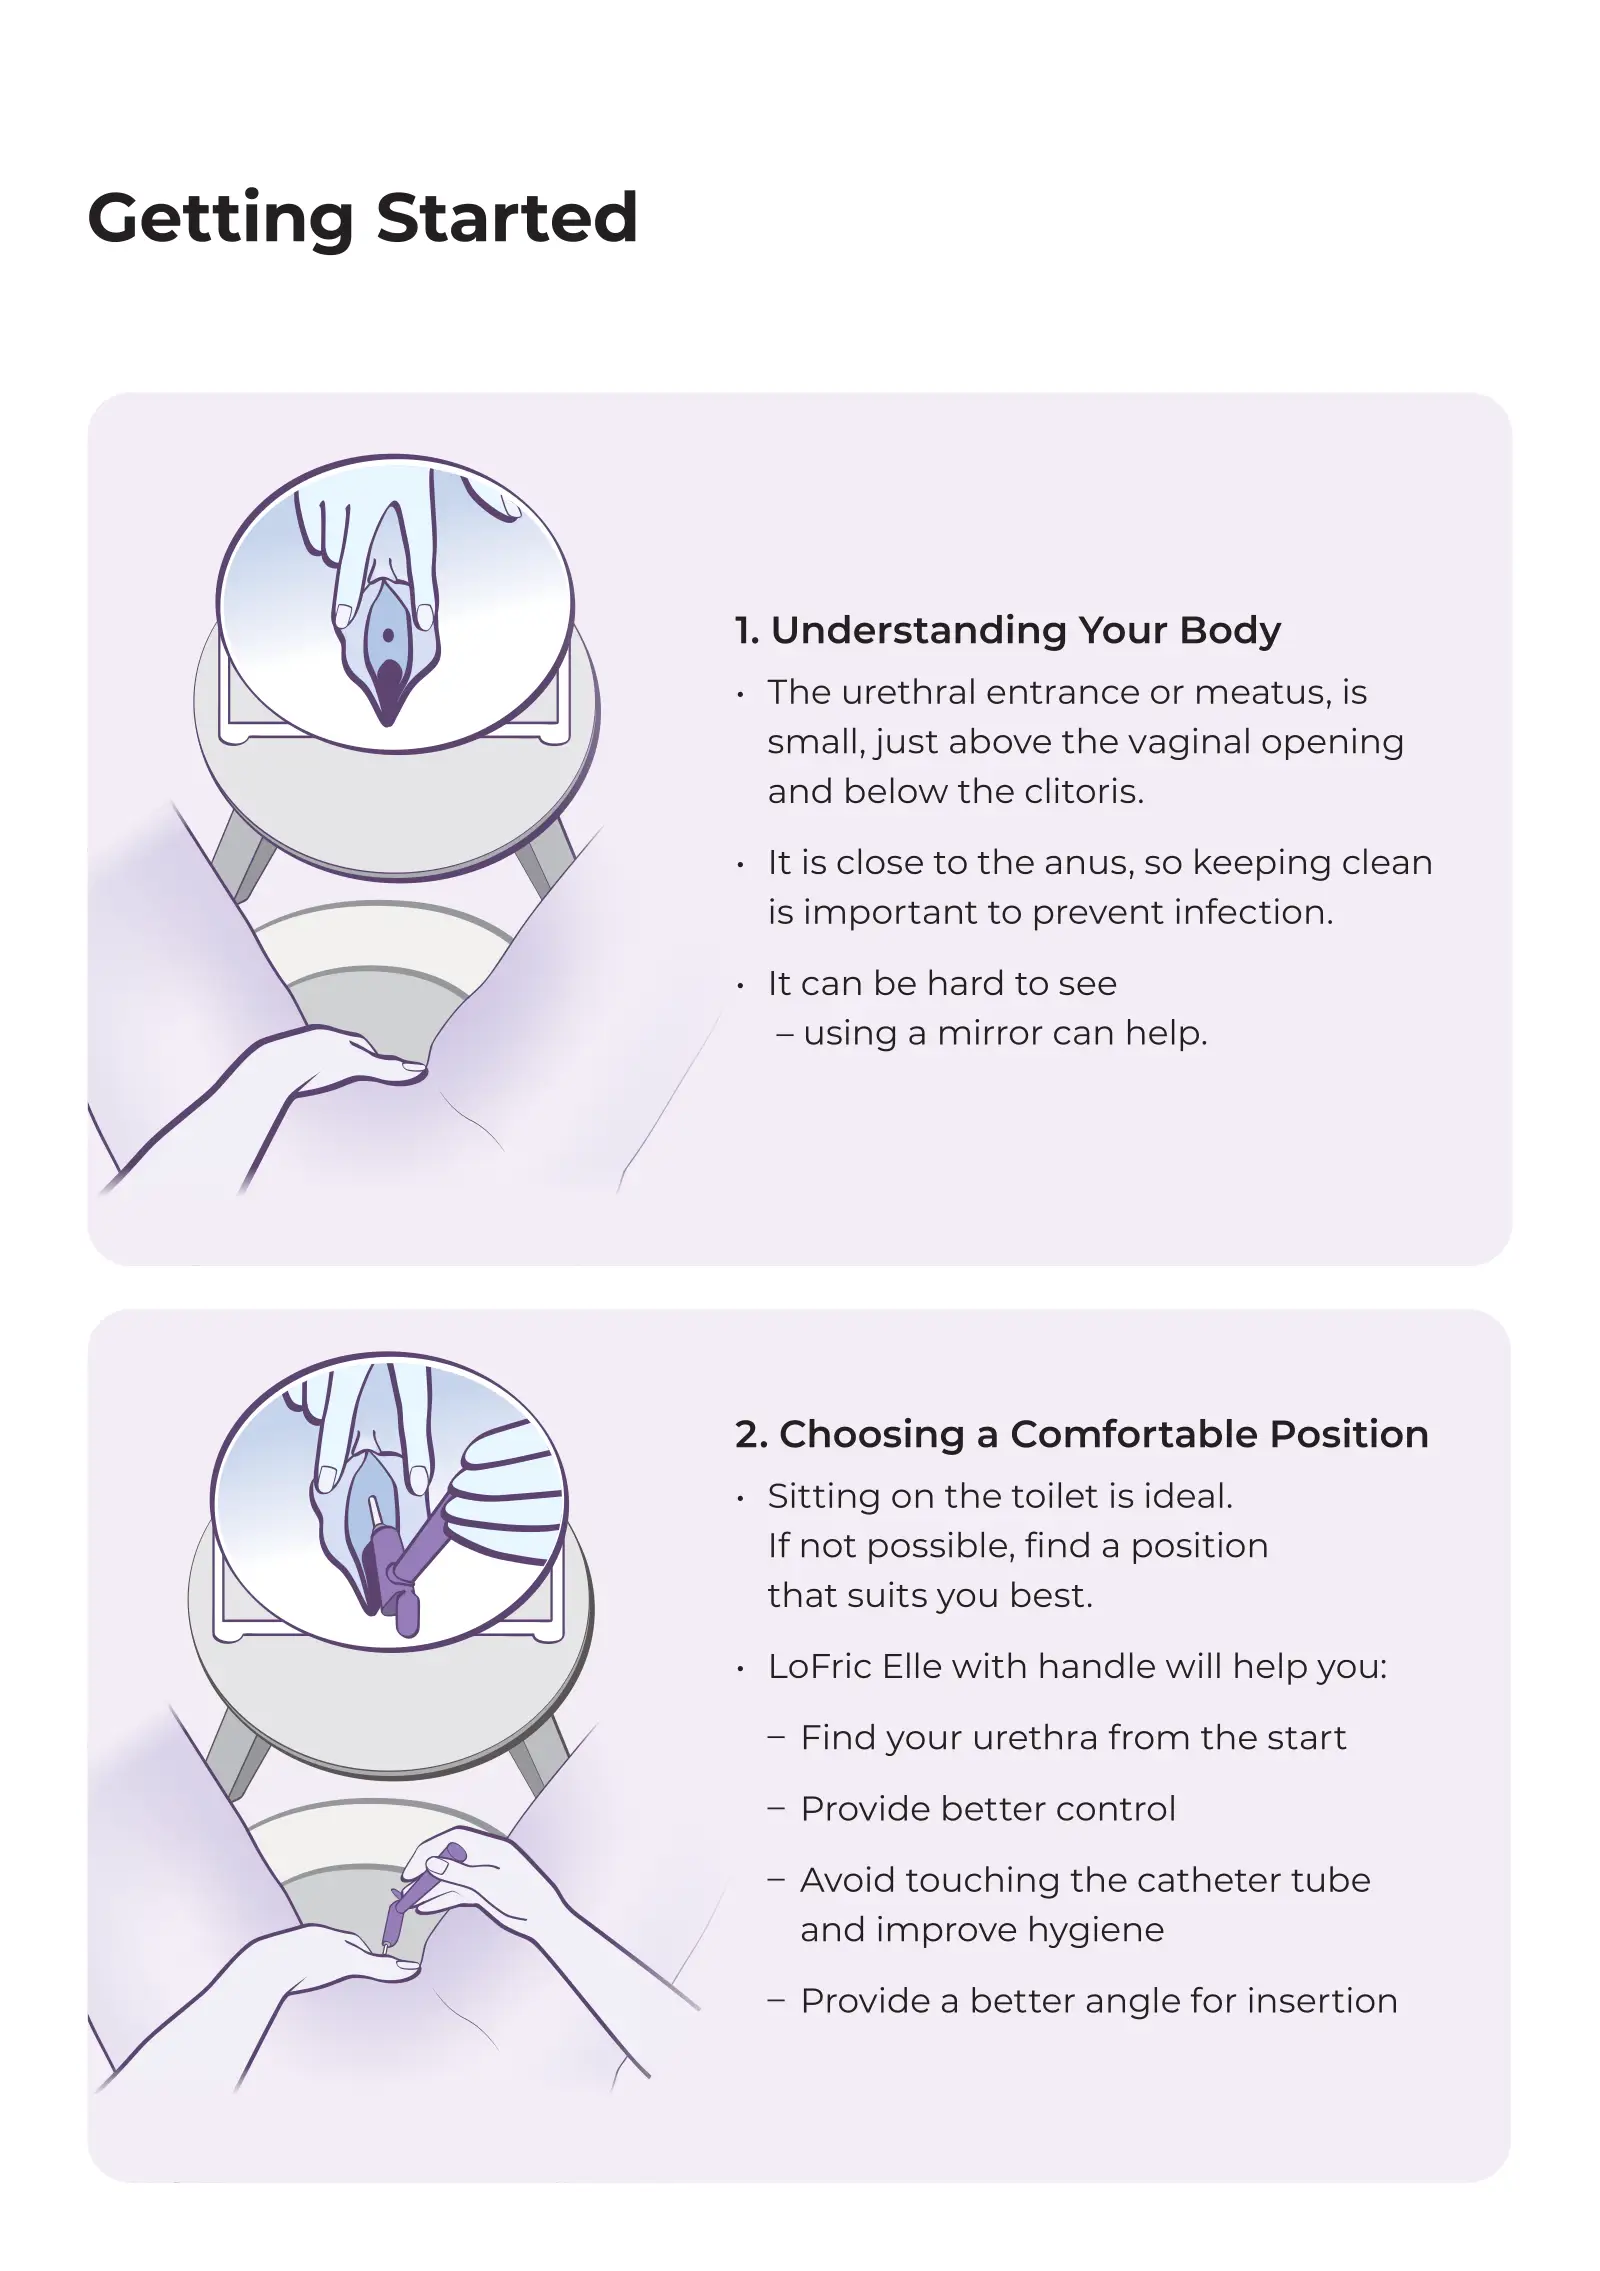 Getting Started
1. Understanding Your Body
• The urethral entrance or meatus, is
small, just above the vaginal opening
and below the clitoris.
• It is close to the anus, so keeping clean
is important to prevent infection.
• It can be hard to see
– using a mirror can help.
2. Choosing a Comfortable Position
• Sitting on the toilet is ideal.
If not possible, find a position
that suits you best.
• LoFric Elle with handle will help you:
– Find your urethra from the start
– Provide better control
– Avoid touching the catheter tube
and improve hygiene
– Provide a better angle for insertion